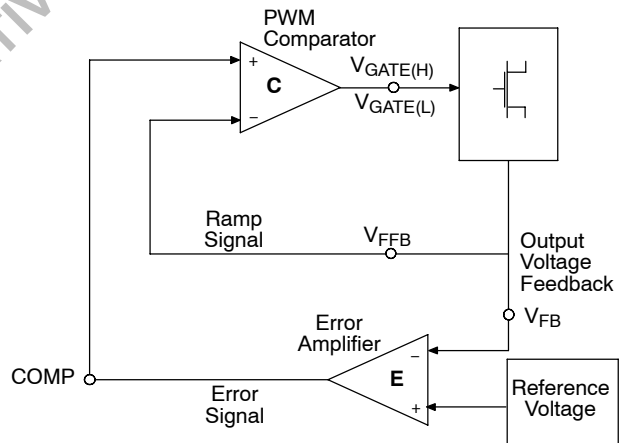 PWM
Comparator
+
C
−
VGATE(H)
VGATE(L)
Ramp
Signal
VFFB
Output
Voltage
Feedback
VFB
Error
Amplifier
−
E
+
COMP
Error
Signal
Reference
Voltage